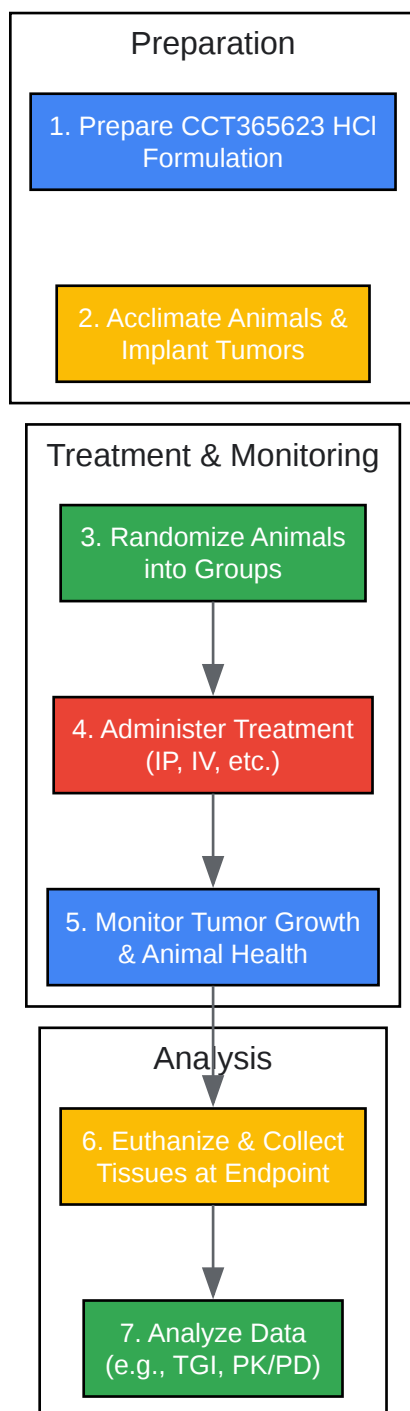 Preparation
1. Prepare CCT365623 HCl
Formulation
2. Acclimate Animals &
Implant Tumors
Treatment & Monitoring
3. Randomize Animals
into Groups
4. Administer Treatment
(IP, IV, etc.)
5. Monitor Tumor Growth
& Animal Health
Analysis
6. Euthanize & Collect
Tissues at Endpoint
7. Analyze Data
(e.g., TGI, PK/PD)